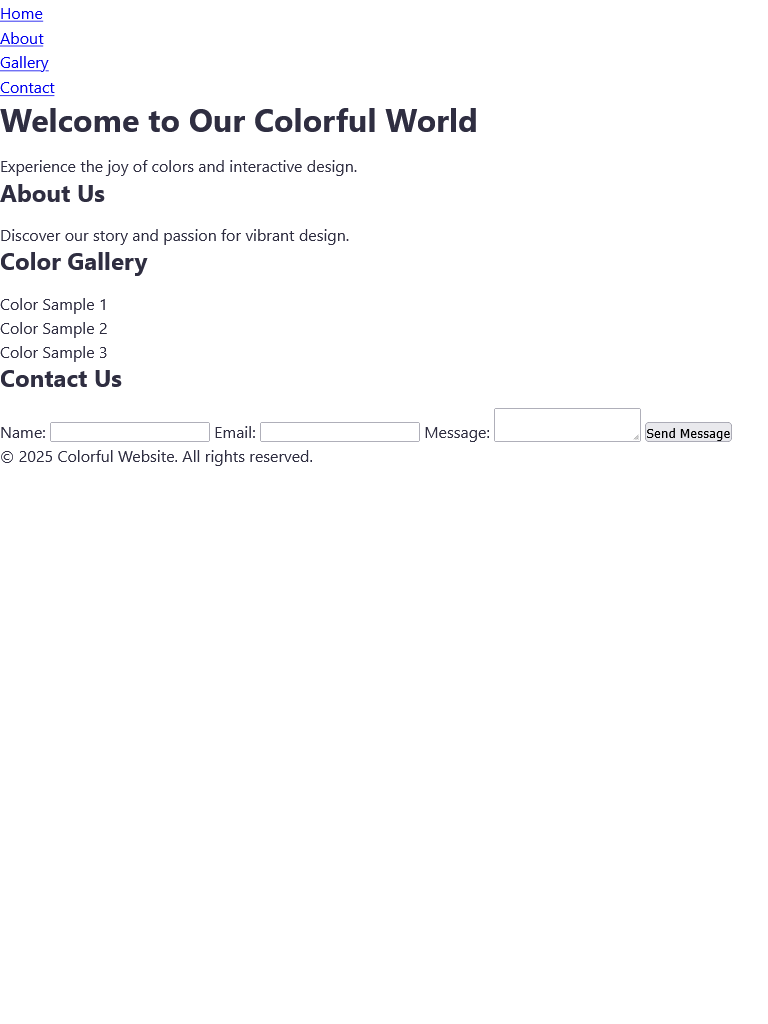 Home
About
Gallery
Contact
Welcome to Our Colorful World
Experience the joy of colors and interactive design.
About Us
Discover our story and passion for vibrant design.
Color Gallery
Color Sample 1
Color Sample 2
Color Sample 3
Contact Us
Name: Email: Message: Send Message
© 2025 Colorful Website. All rights reserved.